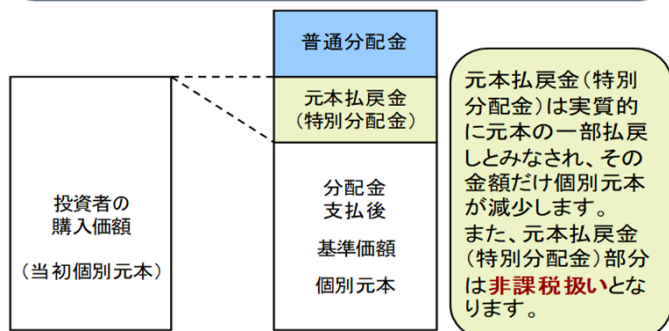 普通分配金
元本払戻金
(特別分配金)
投資者の
購入価額
(当初個別元本)
分配金
支払後
基準価額
個別元本
元本払戻金(特別
分配金)は実質的
に元本の一部払戻
しとみなされ、その
金額だけ個別元本
が減少します。
また、元本払戻金
(特別分配金)部分
は非課税扱いとな
ります。